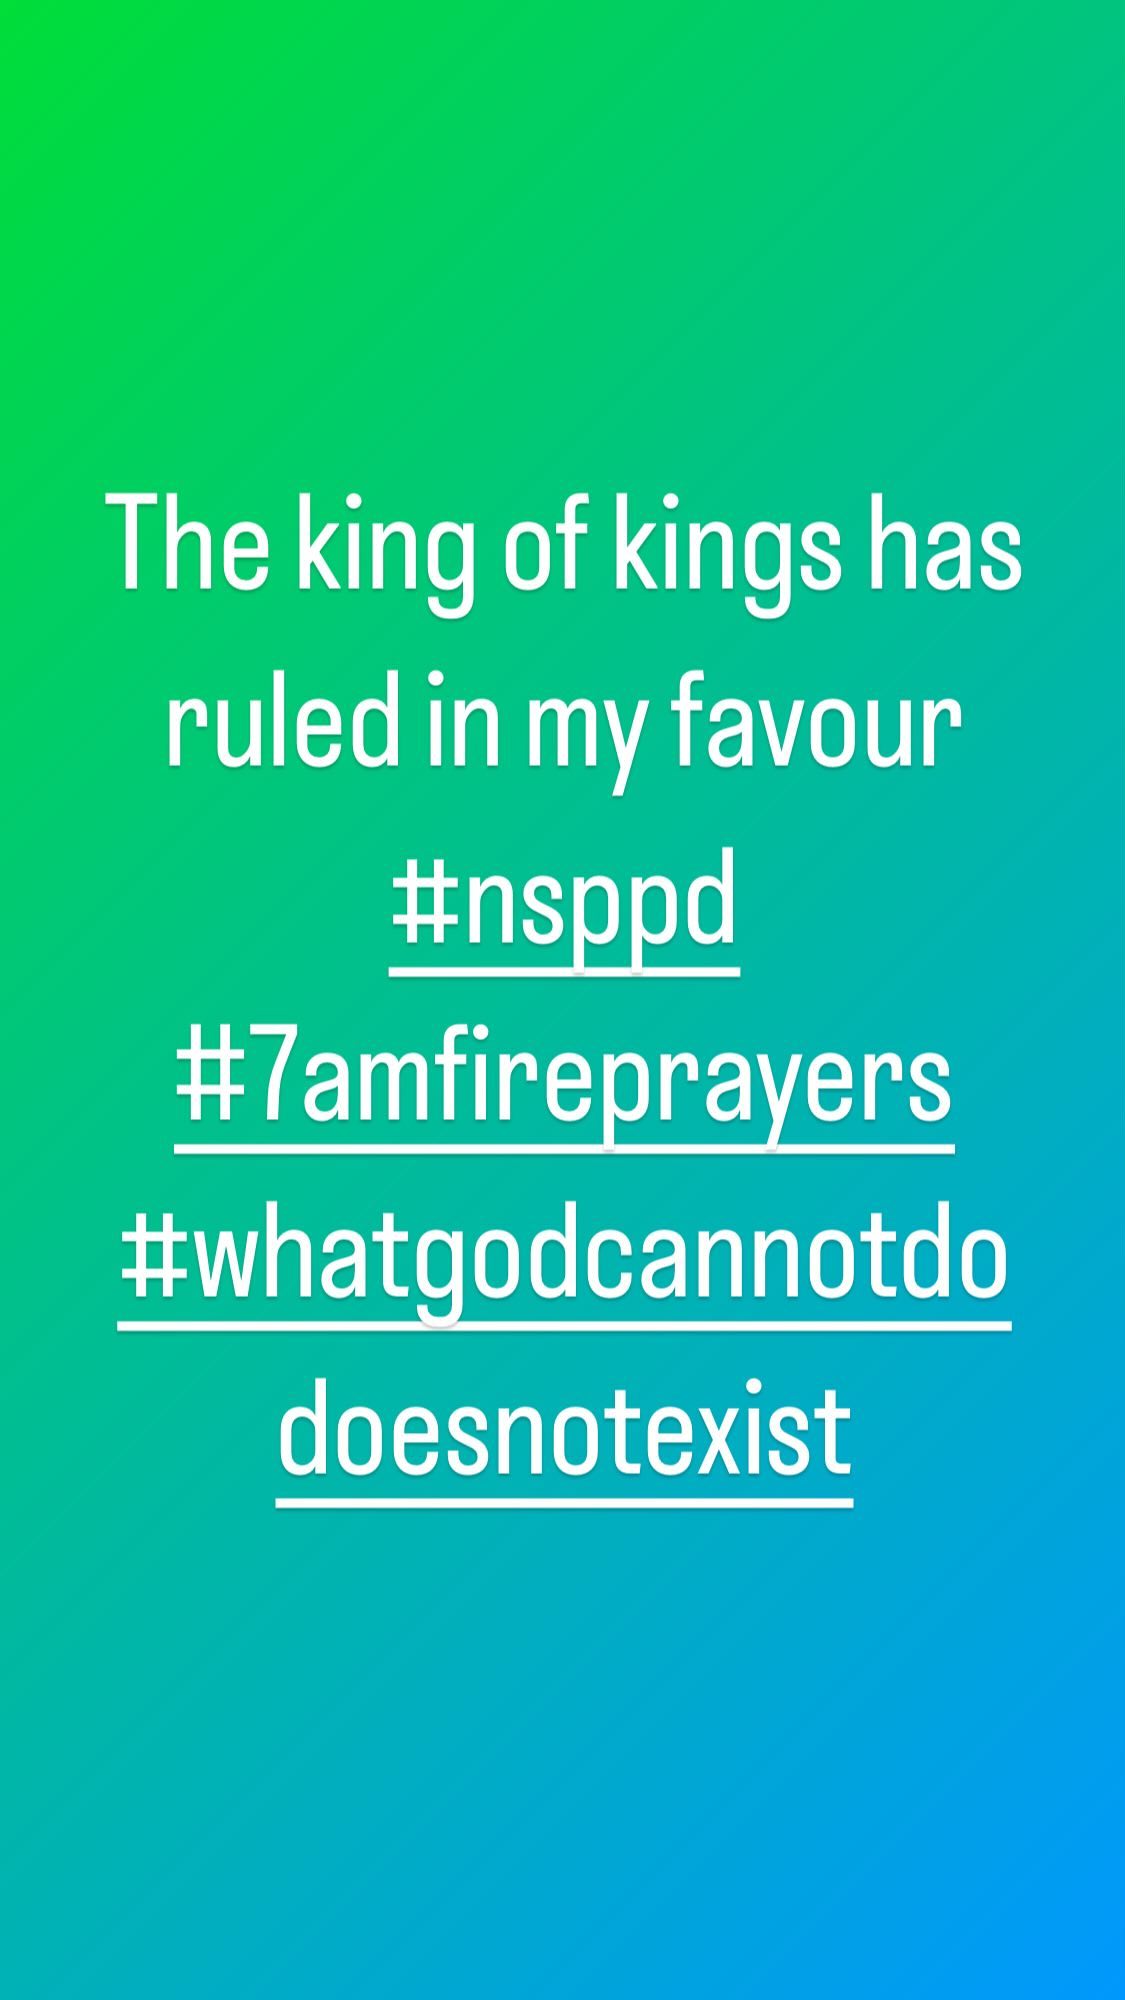 The king of kings has
ruled in my favour
#nsppd
#7amfireprayers
#whatgodcannotdo
doesnotexist